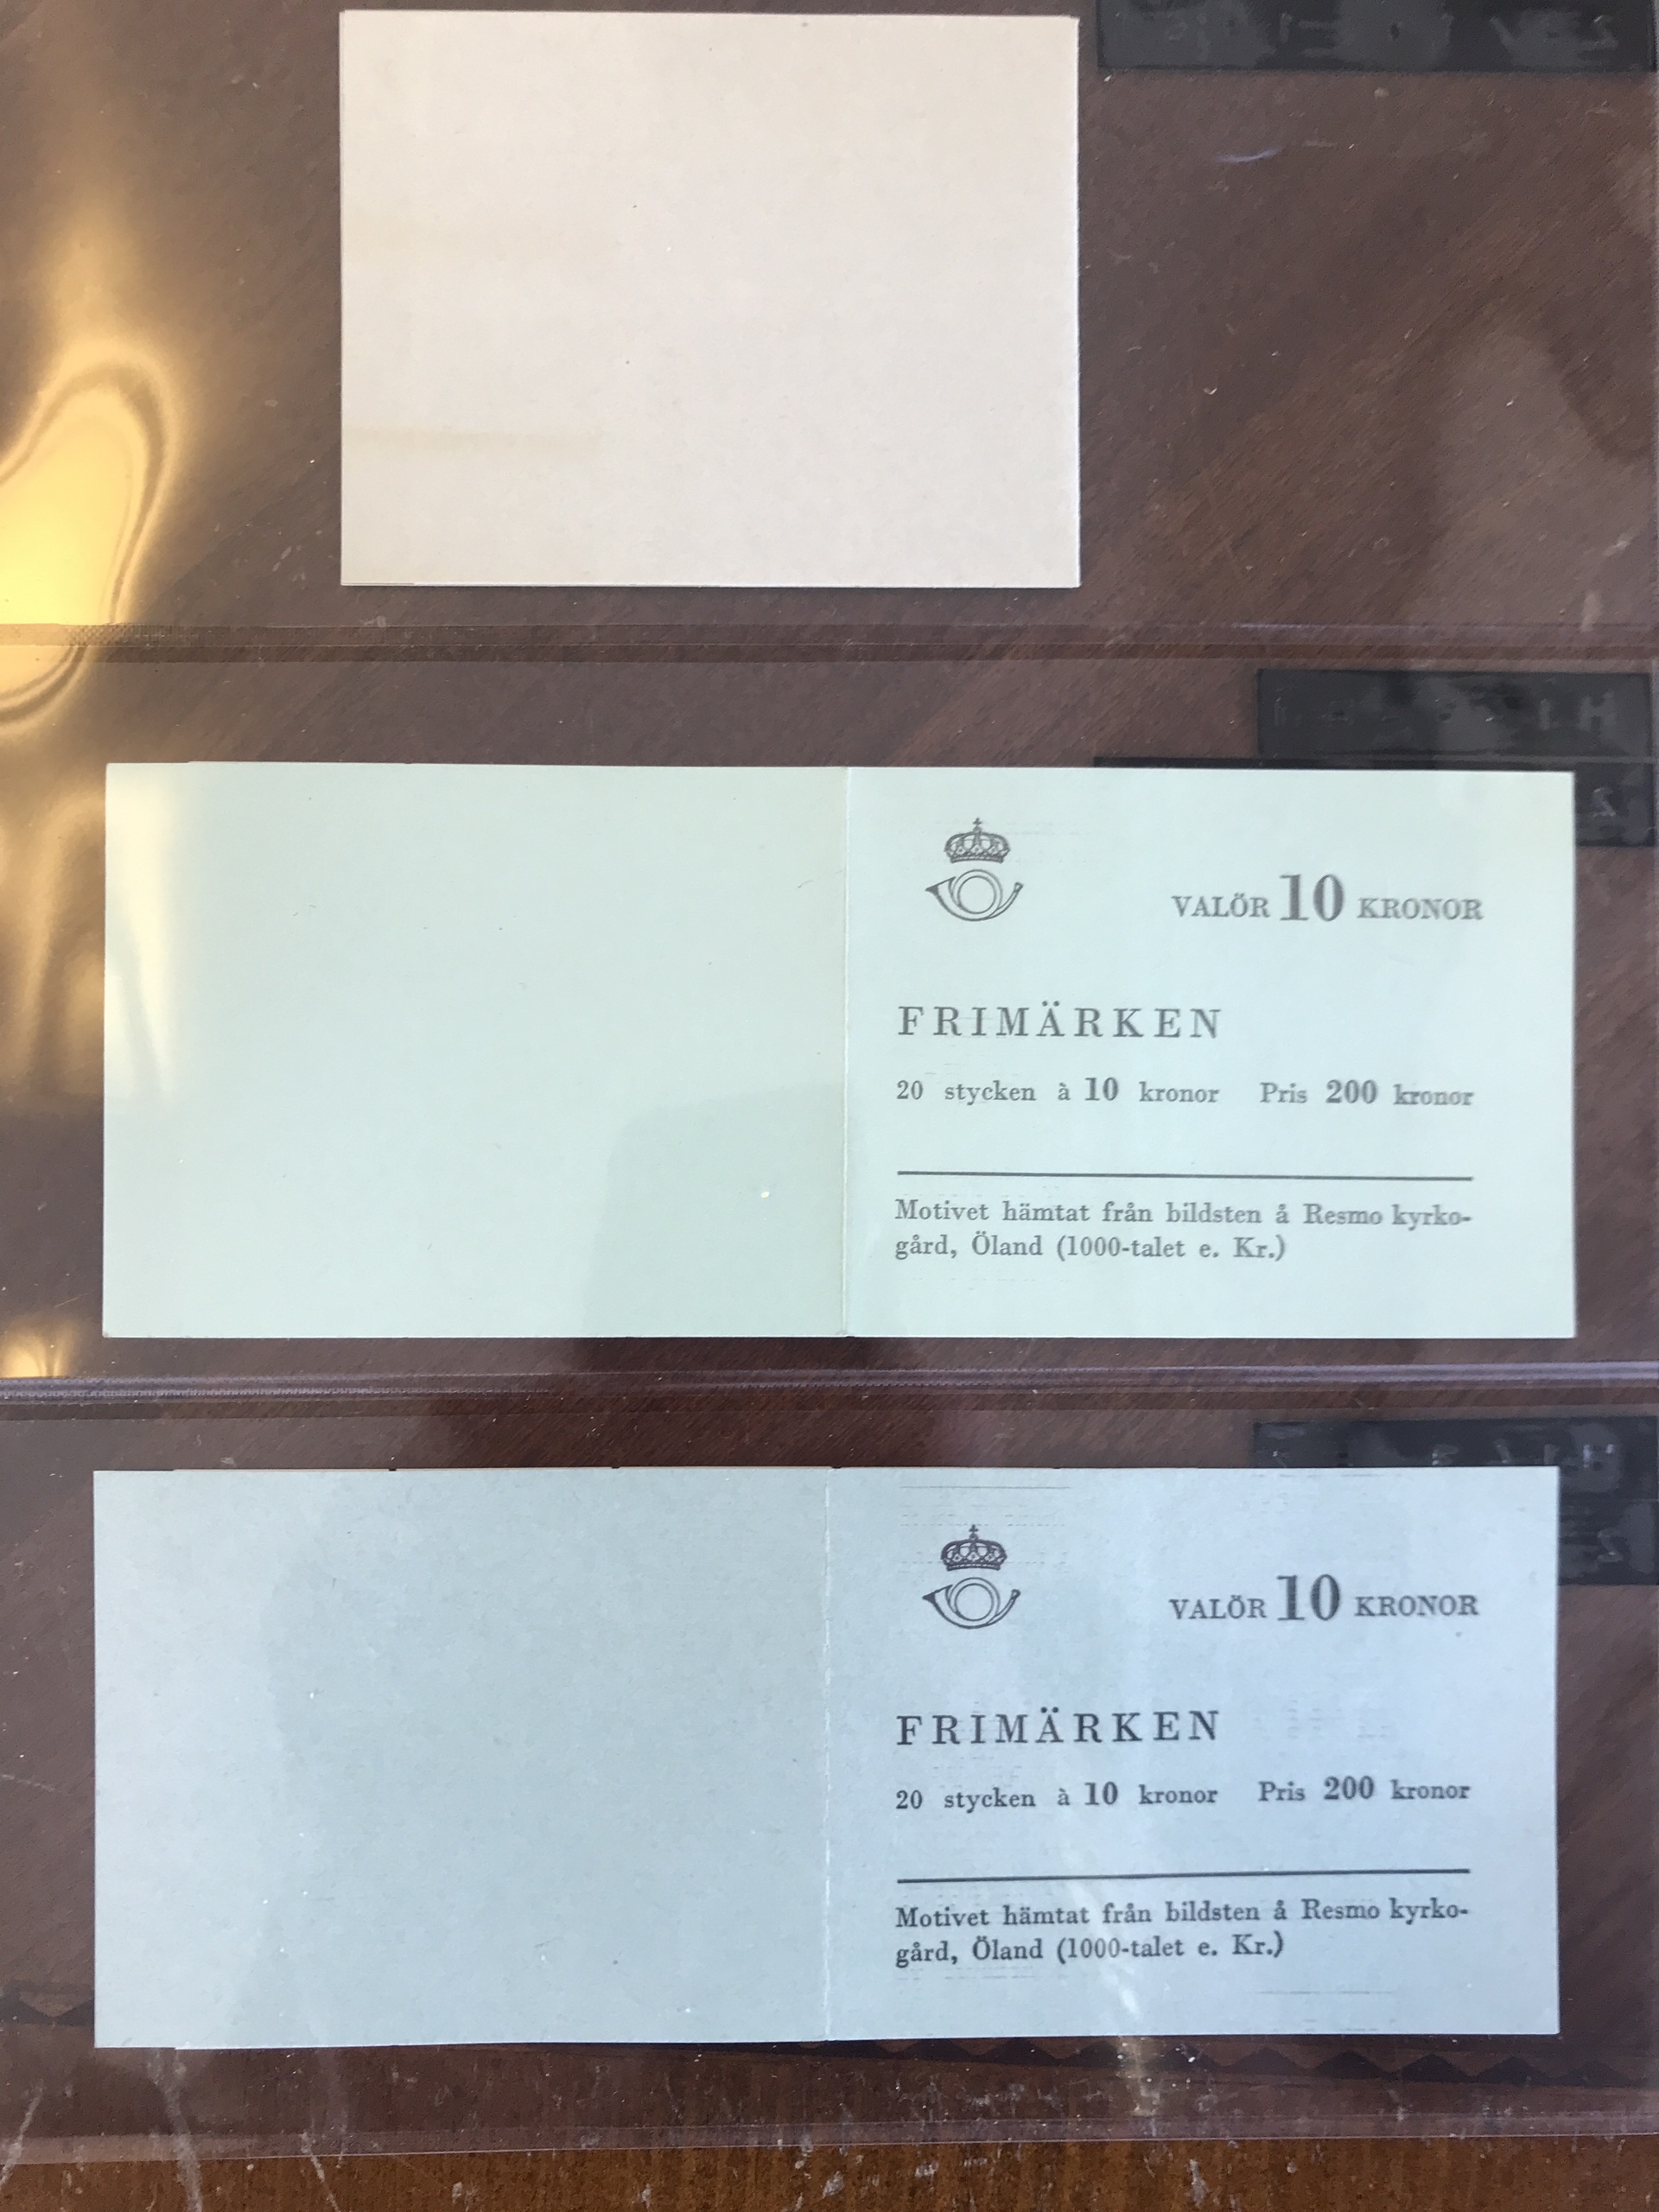 VALÖR 10 KRONOR
FRIMÄRKEN
20 stycken à 10 kronor Pris 200 kronor
Motivet hämtat från bildsten å Resmo kyrko-
gård, Öland (1000-talet e. Kr.)
VALÖR 10 KRONOR
FRIMÄRKEN
20 stycken à 10 kronor Pris 200 kronor
Motivet hämtat från bildsten å Resmo kyrko-
gård, Öland (1000-talet e. Kr.)